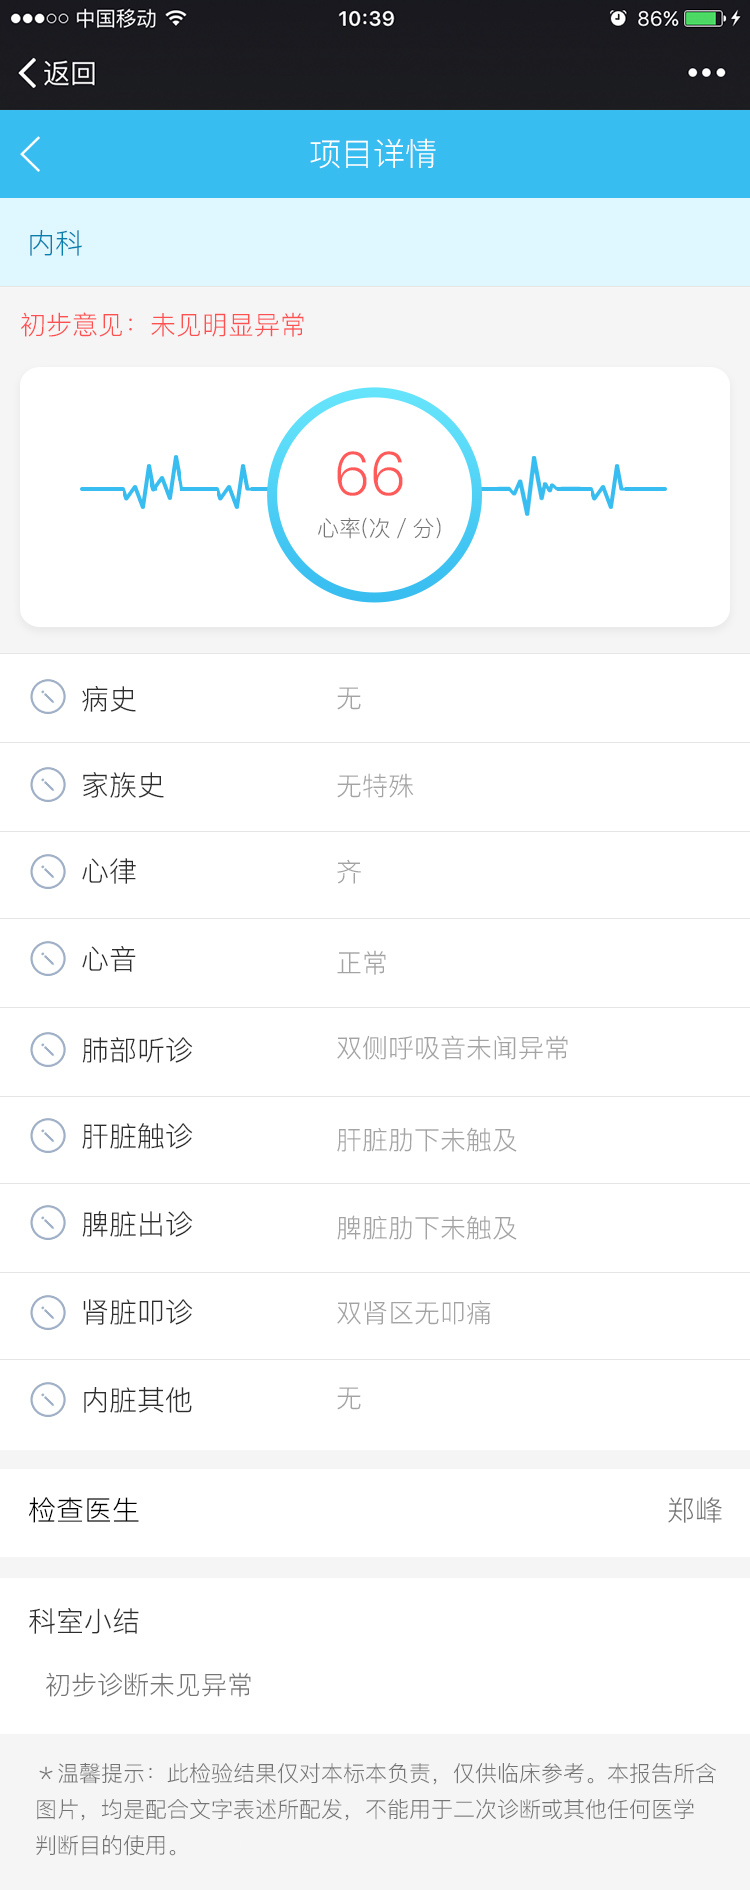 中国移动 10:39 86%
返回
项目详情
内科
初步意见：未见明显异常
66
心率(次 / 分)
病史 无
家族史 无特殊
心律 齐
心音 正常
肺部听诊 双侧呼吸音未闻异常
肝脏触诊 肝脏肋下未触及
脾脏出诊 脾脏肋下未触及
肾脏叩诊 双肾区无叩痛
内脏其他 无
检查医生 郑峰
科室小结
初步诊断未见异常
＊温馨提示：此检验结果仅对本标本负责，仅供临床参考。本报告所含
图片，均是配合文字表述所配发，不能用于二次诊断或其他任何医学
判断目的使用。